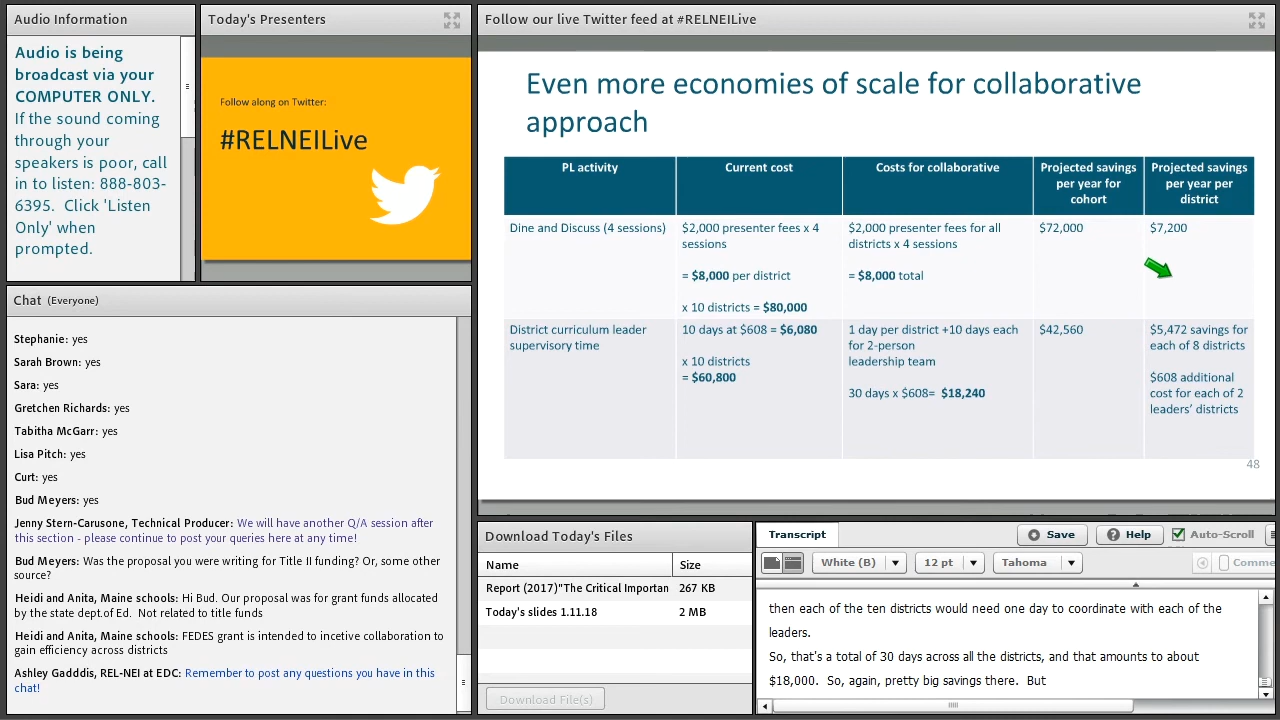 Audio Information
Audio is being
broadcast via your
COMPUTER ONLY.
If the sound coming
through your
speakers is poor, call
in to listen: 888-803-
6395.  Click 'Listen
Only' when
prompted.
Today's Presenters
Follow along on Twitter:
#RELNEILive
Chat (Everyone)
Stephanie: yes
Sarah Brown: yes
Sara: yes
Gretchen Richards: yes
Tabitha McGarr: yes
Lisa Pitch: yes
Curt: yes
Bud Meyers: yes
Jenny Stern-Carusone, Technical Producer: We will have another Q/A session after
this section - please continue to post your queries here at any time!
Bud Meyers: Was the proposal you were writing for Title II funding? Or, some other
source?
Heidi and Anita, Maine schools: Hi Bud. Our proposal was for grant funds allocated
by the state dept.of Ed.  Not related to title funds
Heidi and Anita, Maine schools: FEDES grant is intended to incetive collaboration to
gain efficiency across districts
Ashley Gadddis, REL-NEI at EDC: Remember to post any questions you have in this
chat!
Follow our live Twitter feed at #RELNEILive
Even more economies of scale for collaborative
approach
PL activity
Current cost
Costs for collaborative
Projected savings
per year for
cohort
Projected savings
per year per
district
Dine and Discuss (4 sessions)
$2,000 presenter fees x 4
sessions
= $8,000 per district
x 10 districts = $80,000
$2,000 presenter fees for all
districts x 4 sessions
= $8,000 total
$72,000
$7,200
District curriculum leader
supervisory time
10 days at $608 = $6,080
x 10 districts
= $60,800
1 day per district +10 days each
for 2-person
leadership team
30 days x $608=  $18,240
$42,560
$5,472 savings for
each of 8 districts
$608 additional
cost for each of 2
leaders' districts
48
Download Today's Files
Name Size
Report (2017)"The Critical Importan 267 KB
Today's slides 1.11.18 2 MB
Download File(s)
Transcript Save Help Auto-Scroll
White (B) 12 pt Tahoma Comme
then each of the ten districts would need one day to coordinate with each of the
leaders.
So, that's a total of 30 days across all the districts, and that amounts to about
$18,000.  So, again, pretty big savings there.  But